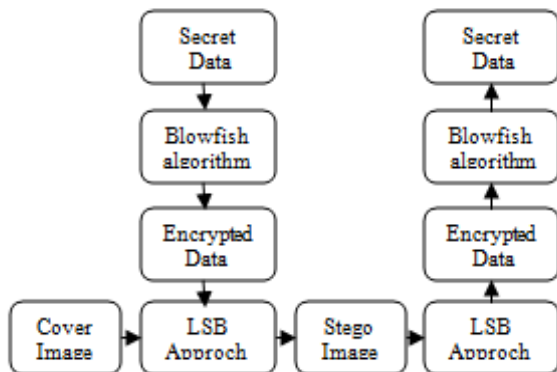 Secret
Data
Secret
Data
Blowfish
algorithm
Blowfish
algorithm
Encrypted
Data
Encrypted
Data
Cover
Image
LSB
Approch
Stego
Image
LSB
Approch